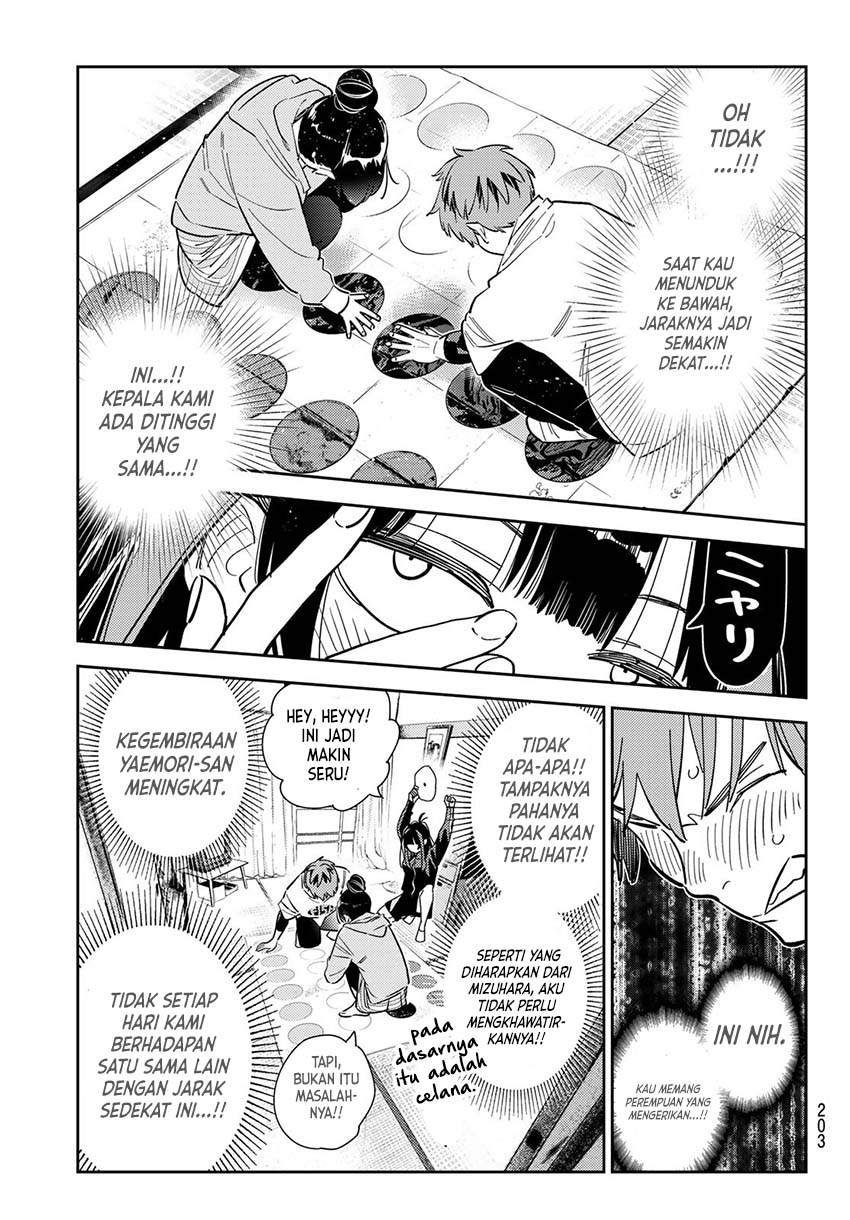 OH
TIDAK
...!!!
SAAT KAU
MENUNDUK
KE BAWAH,
JARAKNYA JADI
SEMAKIN
DEKAT...!!
INI...!!
KEPALA KAMI
ADA DITINGGI
YANG
SAMA...!!
ニヤリ
INI NIH.
KAU MEMANG
PEREMPUAN YANG
MENGERIKAN...!!
TIDAK
APA-APA!!
TAMPAKNYA
PAHANYA
TIDAK AKAN
TERLIHAT!!
SEPERTI YANG
DIHARAPKAN DARI
MIZUHARA, AKU
TIDAK PERLU
MENGKHAWATIR-
KANNYA!!
pada
dasarnya
itu adalah
celana.
HEY, HEYYY!
INI JADI
MAKIN
SERU!
KEGEMBIRAAN
YAEMORI-SAN
MENINGKAT.
TAPI,
BUKAN ITU
MASALAH-
NYA!!
TIDAK SETIAP
HARI KAMI
BERHADAPAN
SATU SAMA LAIN
DENGAN JARAK
SEDEKAT INI...!!
203